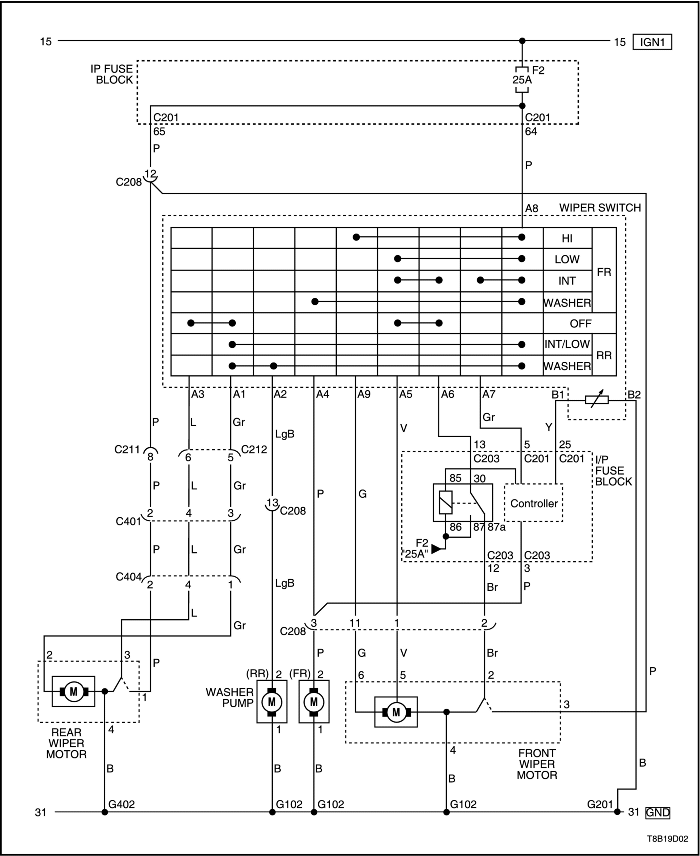 15 15 IGN1
IP FUSE
BLOCK
F2
25A
C201 C201
65 64
P P
12
C208
A8 WIPER SWITCH
HI
LOW
INT
FR
WASHER
OFF
INT/LOW
RR
WASHER
A3 A1 A2 A4 A9 A5 A6 A7 B1 B2
P L Gr LgB V Gr Y
13 5 25
C211 8 6 5 C212
C203 C201 C201
I/P
FUSE
BLOCK
85 30
P L Gr P G
13
C208
Controller
C401 2 4 3
86 87 87a
F2
"25A"
P L Gr
C203 C203
12 3
C404 2 4 1
LgB Br P
L
Gr
C208 3 11 1 2
2 3 P
P G V Br
P
(RR) 2 (FR) 2 6 5 2
M
1
WASHER
PUMP
M M M
3
4 1 1
REAR
WIPER
MOTOR
4
FRONT
WIPER
MOTOR
B B B B B
31 G402 G102 G102 G102 G201 31 GND
T8B19D02